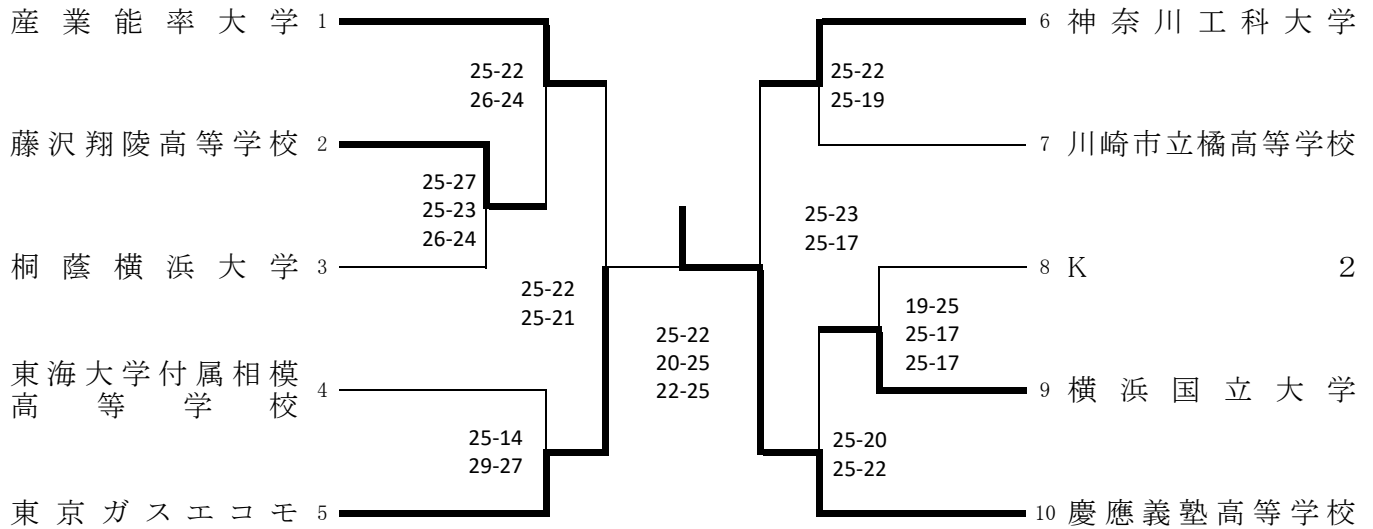 産業能率大学 1
25-22
26-24
藤沢翔陵高等学校 2
25-27
25-23
26-24
桐蔭横浜大学 3
25-22
25-21
東海大学付属相模
高等学校 4
25-14
29-27
東京ガスエコモ 5
25-22
20-25
22-25
6 神奈川工科大学
25-22
25-19
7 川崎市立橘高等学校
25-23
25-17
8 K2
19-25
25-17
25-17
9 横浜国立大学
25-20
25-22
10 慶應義塾高等学校